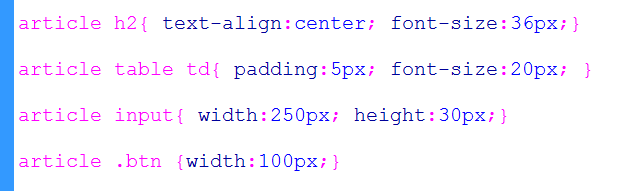 article h2{ text-align:center; font-size:36px;}
article table td{ padding:5px; font-size:20px; }
article input{ width:250px; height:30px;}
article .btn {width:100px;}